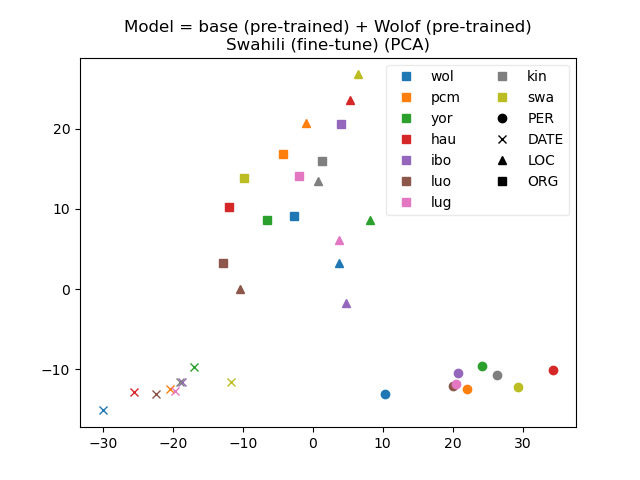 Model = base (pre-trained) + Wolof (pre-trained)
Swahili (fine-tune) (PCA)
wol
pcm
yor
hau
ibo
luo
lug
kin
swa
PER
DATE
LOC
ORG
20
10
0
−10
−30
−20
−10
0
10
20
30